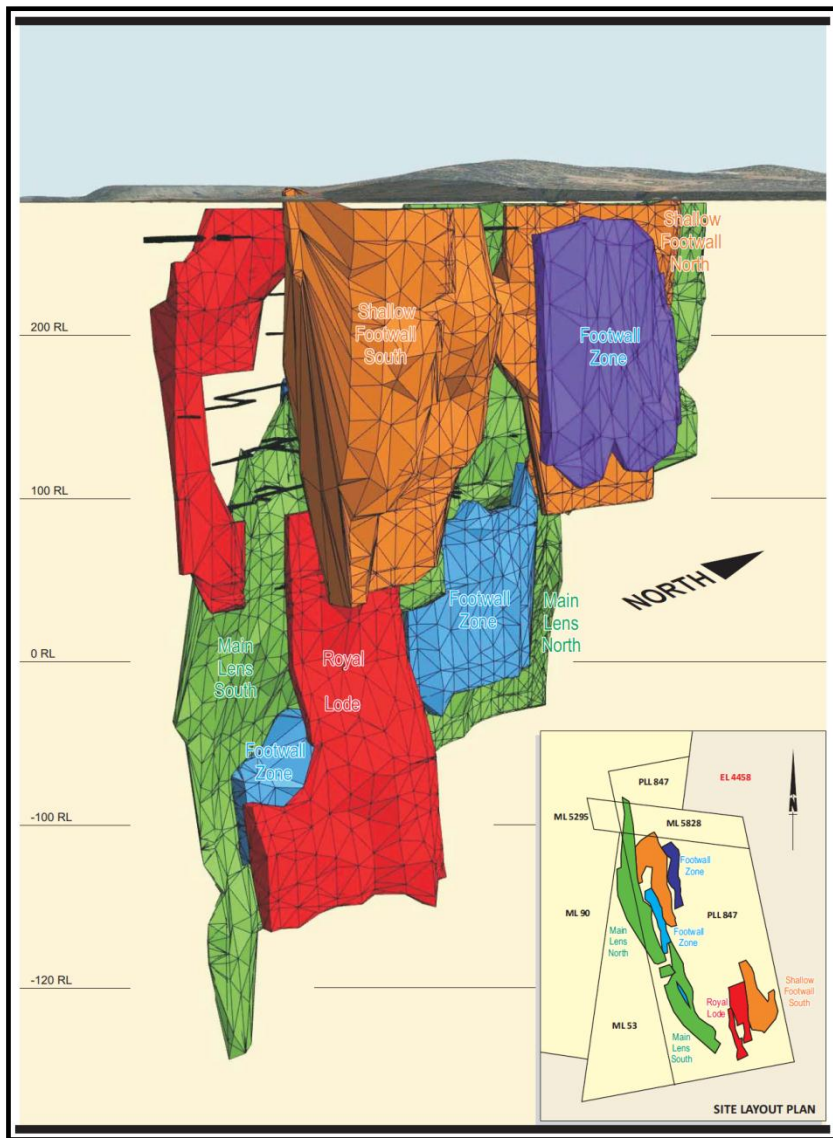 Shallow
Footwall
North
200 RL
Shallow
Footwall
South
Footwall
Zone
100 RL
NORTH
Footwall
Zone
Main
Lens
North
0 RL
Main
Lens
South
Royal
Lode
Footwall
Zone
-100 RL
-120 RL
PLL 847
EL 4458
ML 5295
ML 5828
N
Footwall
Zone
ML 90
PLL 847
Main
Lens
North
Footwall
Zone
Shallow
Footwall
South
Royal
Lode
ML 53
Main
Lens
South
SITE LAYOUT PLAN